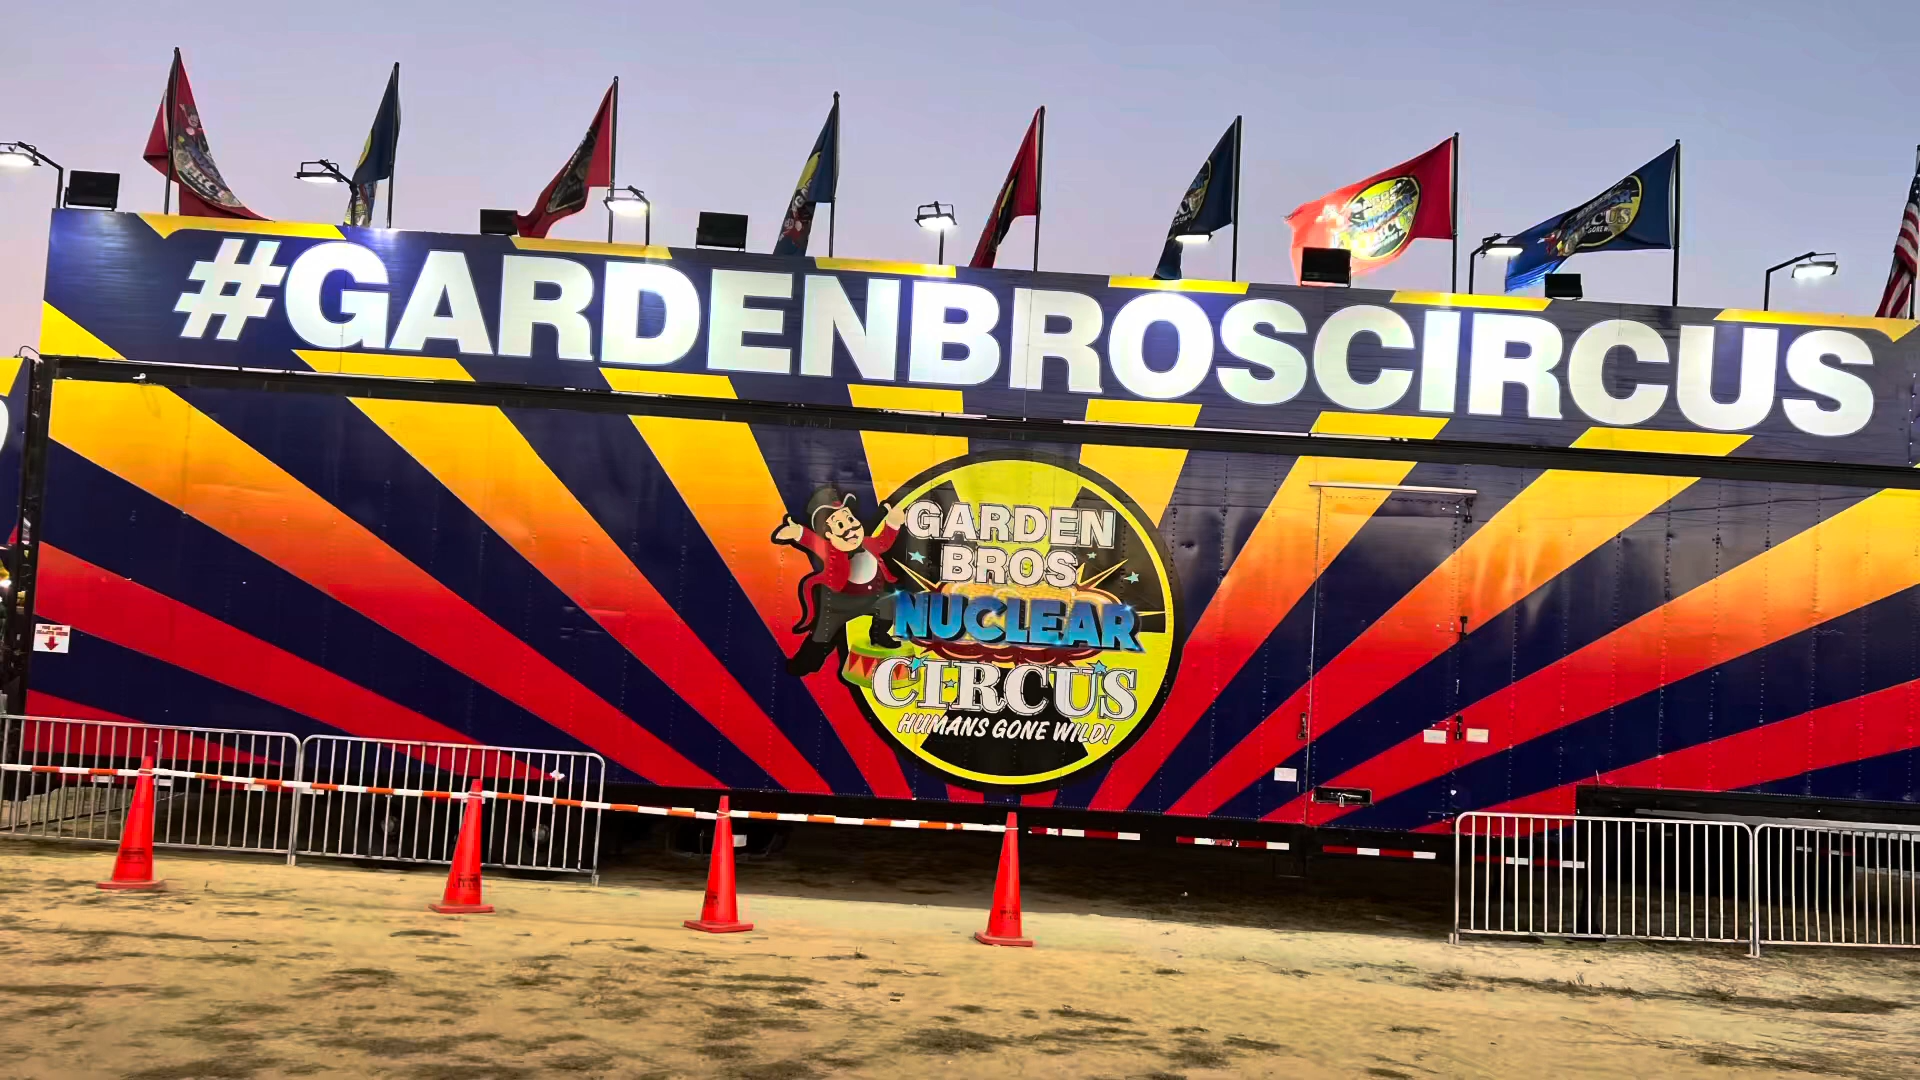 #GARDENBROSCIRCUS
GARDEN
BROS
NUCLEAR
CIRCUS
HUMANS GONE WILD!